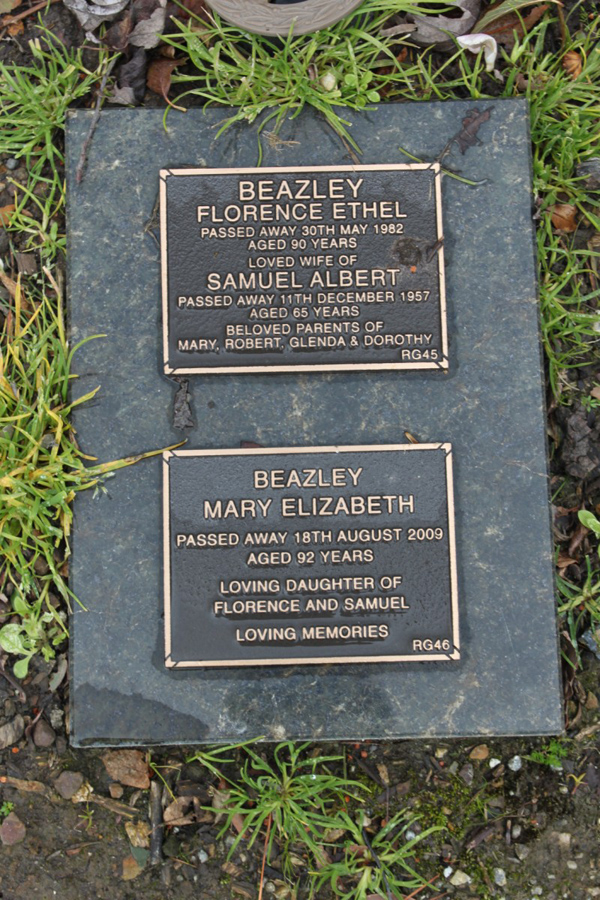 BEAZLEY
FLORENCE ETHEL
PASSED AWAY 30TH MAY 1982
AGED 90 YEARS
LOVED WIFE OF
SAMUEL ALBERT
PASSED AWAY 11TH DECEMBER 1957
AGED 65 YEARS
BELOVED PARENTS OF
MARY, ROBERT, GLENDA & DOROTHY
RG45
BEAZLEY
MARY ELIZABETH
PASSED AWAY 18TH AUGUST 2009
AGED 92 YEARS
LOVING DAUGHTER OF
FLORENCE AND SAMUEL
LOVING MEMORIES
RG46